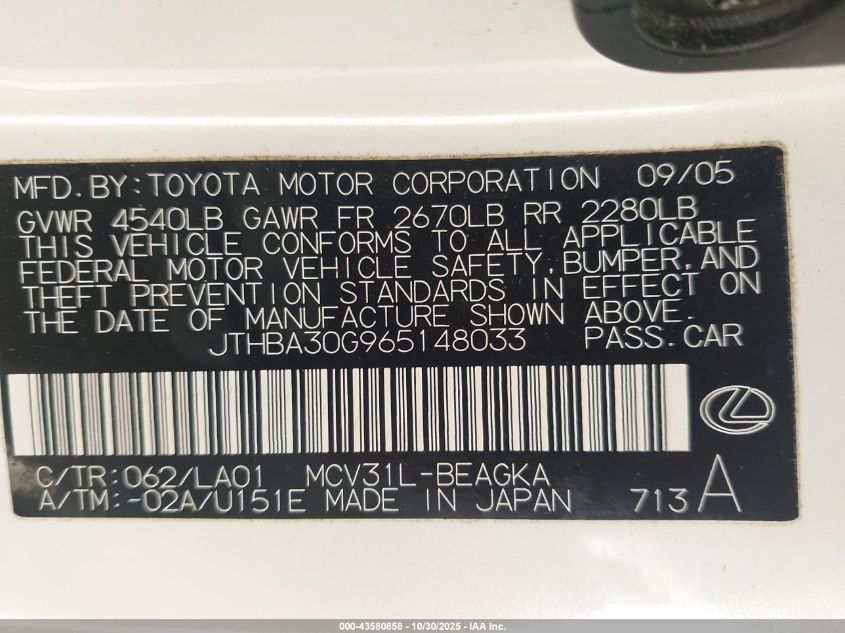 MFD. BY: TOYOTA MOTOR CORPORATION 09/05
GVWR 4540LB GAWR FR 2670LB RR 2280LB
THIS VEHICLE CONFORMS TO ALL APPLICABLE
FEDERAL MOTOR VEHICLE SAFETY, BUMPER, AND
THEFT PREVENTION STANDARDS IN EFFECT ON
THE DATE OF MANUFACTURE SHOWN ABOVE.
JTHBA30G965148033 PASS. CAR
C/TR: 062/LA01 MCV31L-BEAGKA
A/TM: -02A/U151E MADE IN JAPAN 713 A
000-43580858 - 10/30/2025 - IAA Inc.